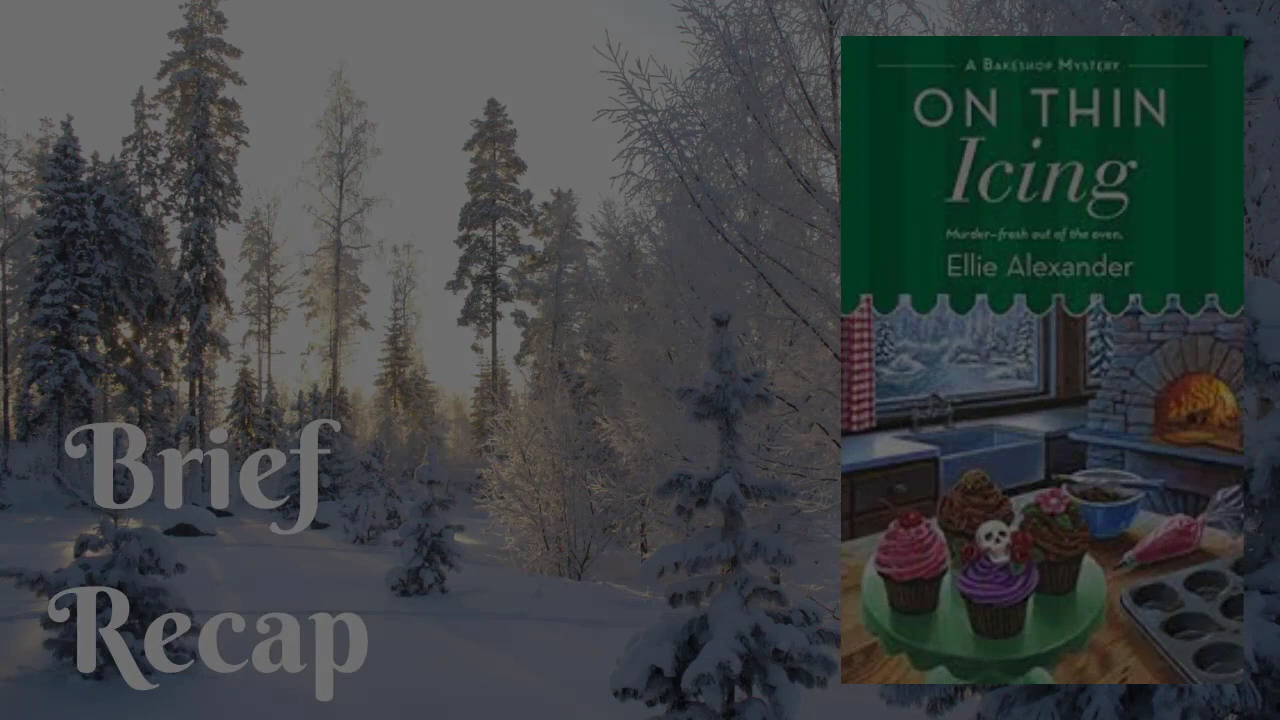 Brief
Recap
A BAKESHOP MYSTERY
ON THIN
Icing
Murder–fresh out of the oven.
Ellie Alexander